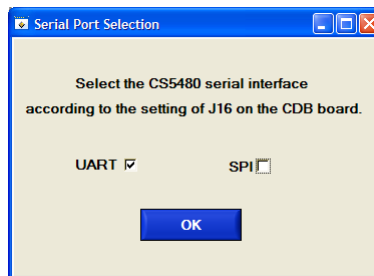 Serial Port Selection
Select the CS5480 serial interface
according to the setting of J16 on the CDB board.
UART SPI
OK